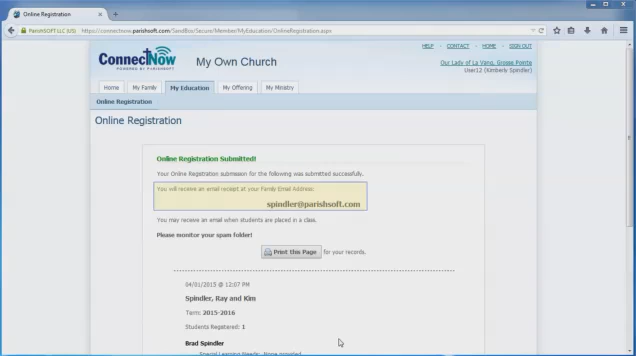 Online Registration
ParishSOFT LLC (US) https://connectnow.parishsoft.com/SandBox/Secure/Member/MyEducation/OnlineRegistration.aspx
HELP - CONTACT - HOME - SIGN OUT
ConnectNow
POWERED BY PARISHSOFT
My Own Church
Our Lady of La Vang, Grosse Pointe
User12 (Kimberly Spindler)
Home My Family My Education My Offering My Ministry
Online Registration
Online Registration
Online Registration Submitted!
Your Online Registration submission for the following was submitted successfully.
You will receive an email receipt at your Family Email Address:
spindler@parishsoft.com
You may receive an email when students are placed in a class.
Please monitor your spam folder!
Print this Page for your records.
04/01/2015 @ 12:07 PM
Spindler, Ray and Kim
Term: 2015-2016
Students Registered: 1
Brad Spindler
Special Learning Needs: None provided